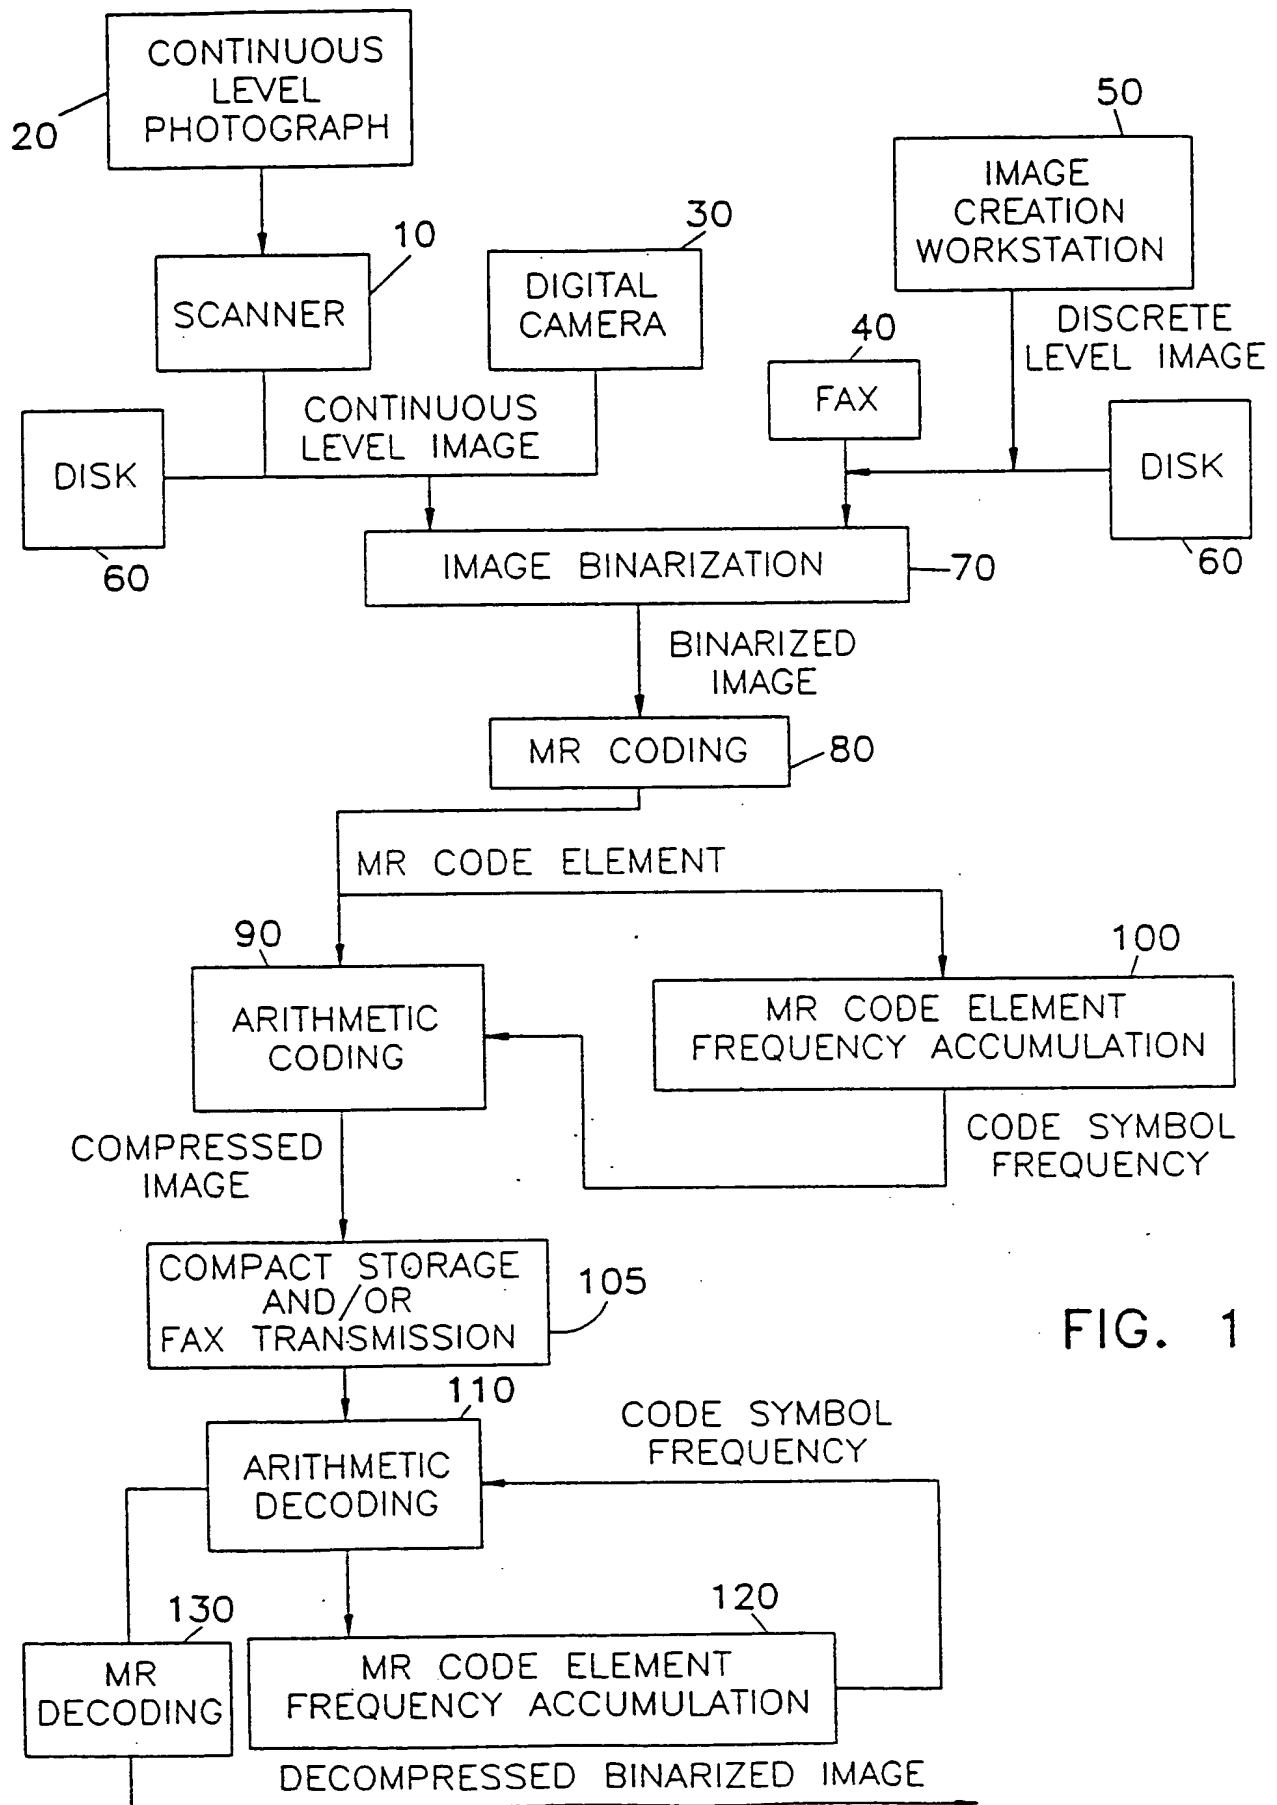 CONTINUOUS
LEVEL
PHOTOGRAPH
20
50
IMAGE
CREATION
WORKSTATION
10
SCANNER
30
DIGITAL
CAMERA
DISCRETE
LEVEL IMAGE
40
FAX
CONTINUOUS
LEVEL IMAGE
DISK
60
DISK
60
IMAGE BINARIZATION
70
BINARIZED
IMAGE
MR CODING
80
MR CODE ELEMENT
90
ARITHMETIC
CODING
100
MR CODE ELEMENT
FREQUENCY ACCUMULATION
CODE SYMBOL
FREQUENCY
COMPRESSED
IMAGE
COMPACT STORAGE
AND/OR
FAX TRANSMISSION
105
FIG. 1
110
ARITHMETIC
DECODING
CODE SYMBOL
FREQUENCY
130
MR
DECODING
120
MR CODE ELEMENT
FREQUENCY ACCUMULATION
DECOMPRESSED BINARIZED IMAGE